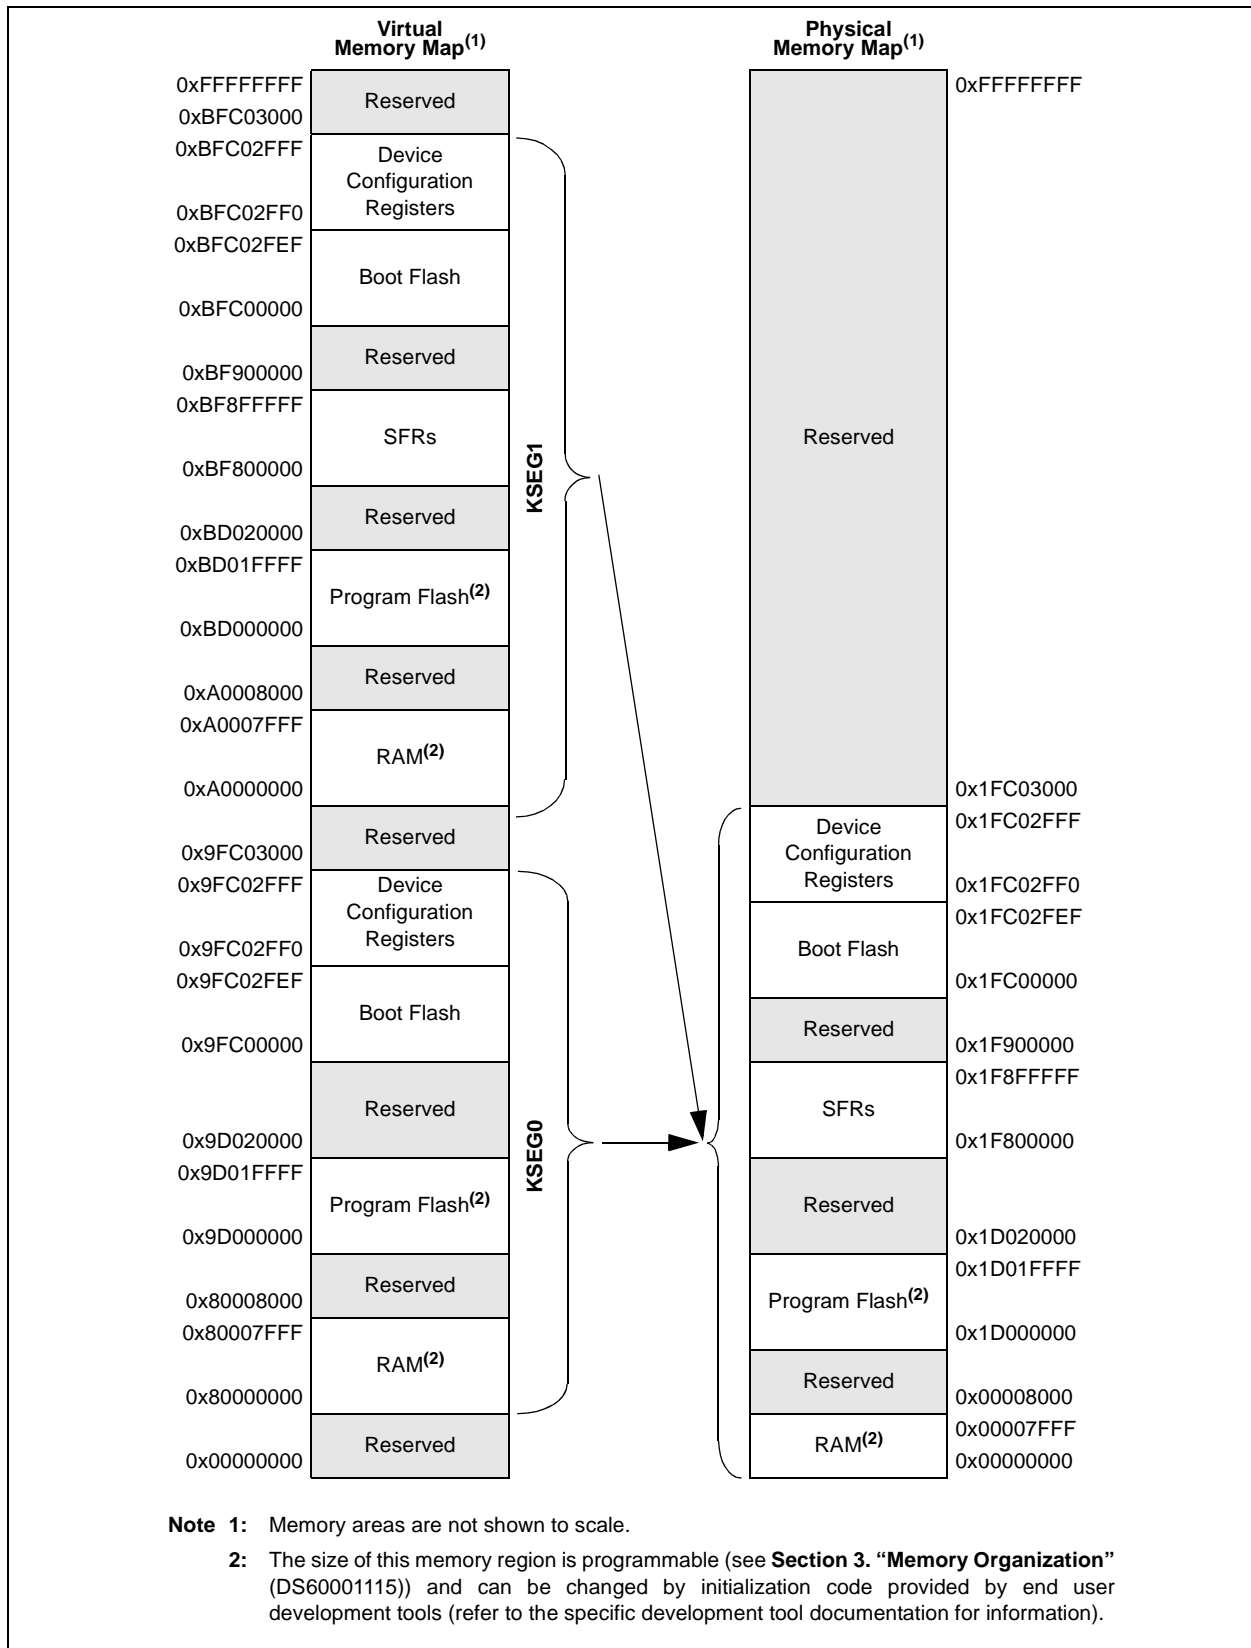 Virtual
Memory Map(1)
Physical
Memory Map(1)
0xFFFFFFFF
Reserved
0xBFC03000
0xBFC02FFF
Device
Configuration
Registers
0xBFC02FF0
0xBFC02FEF
Boot Flash
0xBFC00000
Reserved
0xBF900000
0xBF8FFFFF
SFRs
0xBF800000
Reserved
0xBD020000
0xBD01FFFF
Program Flash(2)
0xBD000000
Reserved
0xA0008000
0xA0007FFF
RAM(2)
0xA0000000
KSEG1
Reserved
0x9FC03000
0x9FC02FFF
Device
Configuration
Registers
0x9FC02FF0
0x9FC02FEF
Boot Flash
0x9FC00000
Reserved
0x9D020000
0x9D01FFFF
Program Flash(2)
0x9D000000
Reserved
0x80008000
0x80007FFF
RAM(2)
0x80000000
KSEG0
Reserved
0x00000000
0xFFFFFFFF
Reserved
0x1FC03000
0x1FC02FFF
Device
Configuration
Registers
0x1FC02FF0
0x1FC02FEF
Boot Flash
0x1FC00000
Reserved
0x1F900000
0x1F8FFFFF
SFRs
0x1F800000
Reserved
0x1D020000
0x1D01FFFF
Program Flash(2)
0x1D000000
Reserved
0x00008000
0x00007FFF
RAM(2)
0x00000000
Note 1: Memory areas are not shown to scale.
2: The size of this memory region is programmable (see Section 3. “Memory Organization”
(DS60001115)) and can be changed by initialization code provided by end user
development tools (refer to the specific development tool documentation for information).